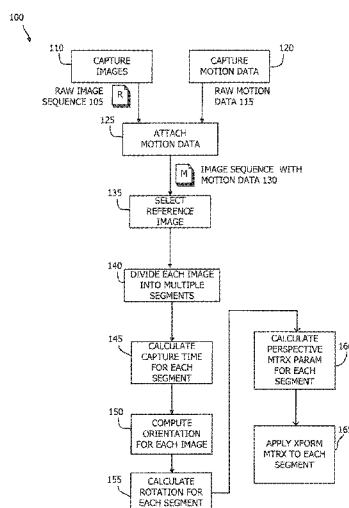 100
110
CAPTURE
IMAGES
120
CAPTURE
MOTION DATA
RAW IMAGE
SEQUENCE 105
R
RAW MOTION
DATA 115
125
ATTACH
MOTION DATA
M
IMAGE SEQUENCE WITH
MOTION DATA 130
135
SELECT
REFERENCE
IMAGE
140
DIVIDE EACH IMAGE
INTO MULTIPLE
SEGMENTS
145
CALCULATE
CAPTURE TIME
FOR EACH
SEGMENT
150
COMPUTE
ORIENTATION
FOR EACH IMAGE
155
CALCULATE
ROTATION FOR
EACH SEGMENT
CALCULATE
PERSPECTIVE
MTRX PARAM
FOR EACH
SEGMENT
APPLY XFORM
MTRX TO EACH
SEGMENT